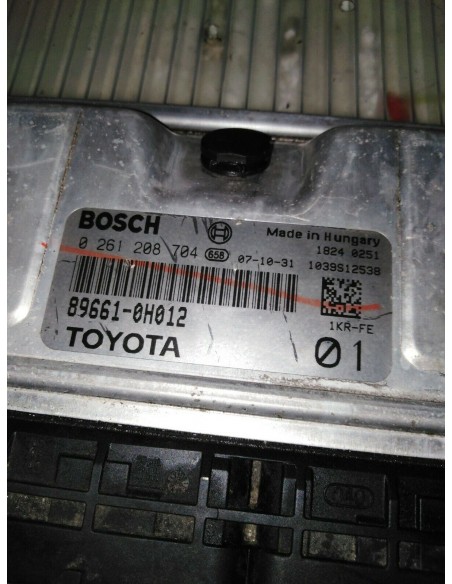 BOSCH
Made in Hungary
0 261 208 704 658 07-10-31
1824 0251
1039S12538
89661-0H012
1KR-FE
TOYOTA
01